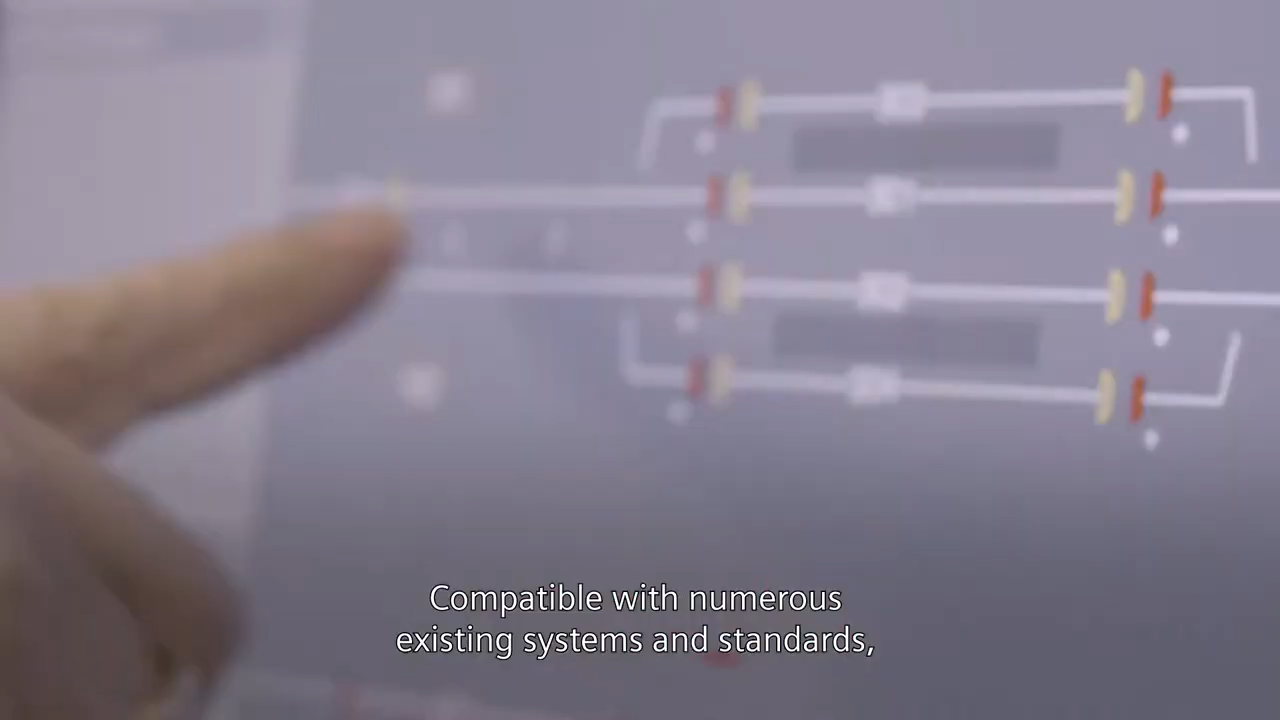 Compatible with numerous
existing systems and standards,